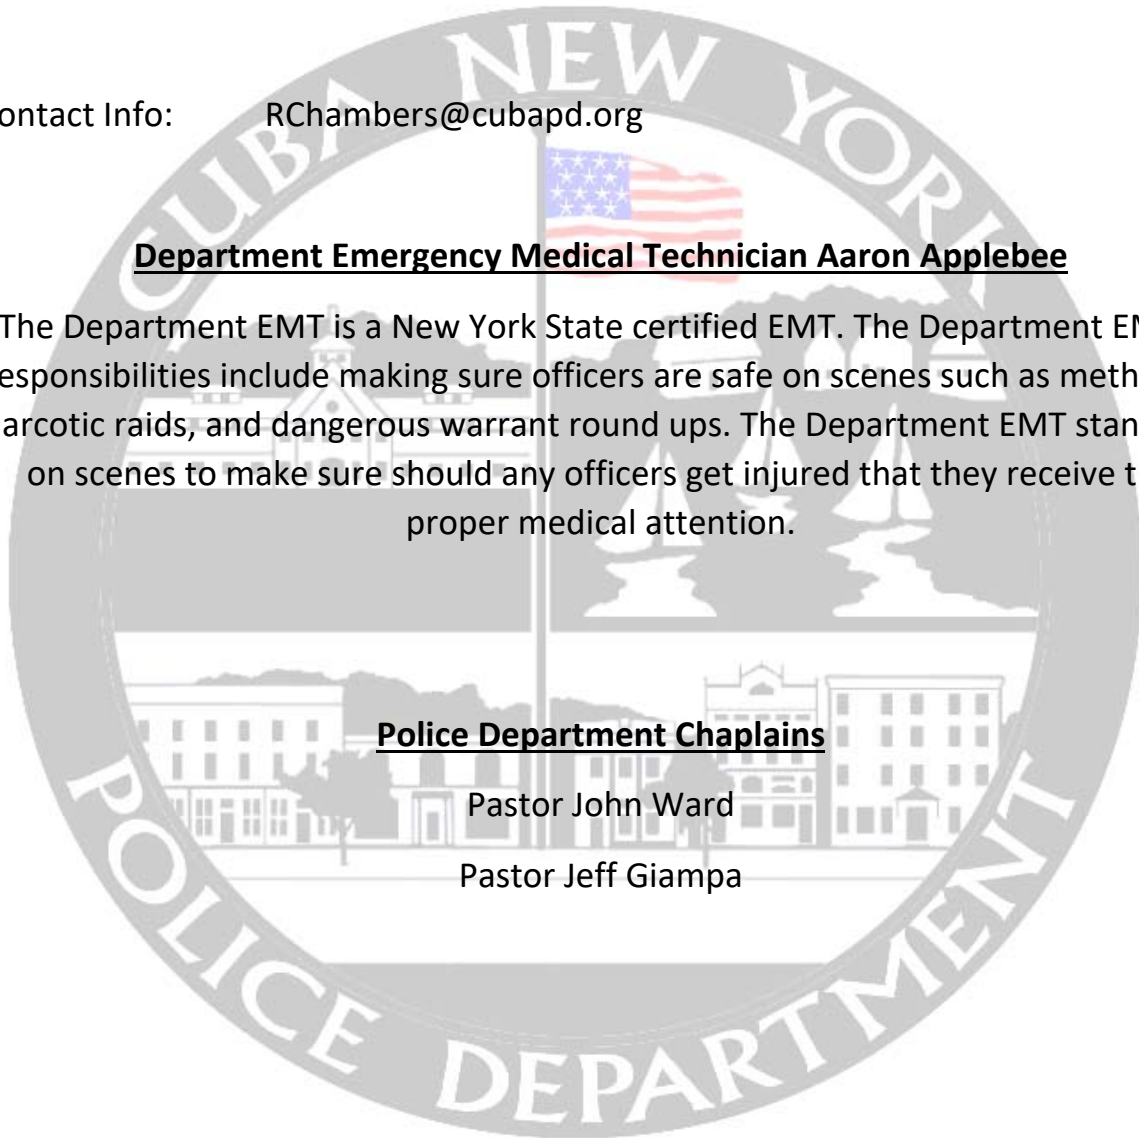 CUBA NEW YORK
ontact Info: RChambers@cubapd.org
Department Emergency Medical Technician Aaron Applebee
The Department EMT is a New York State certified EMT. The Department EM
esponsibilities include making sure officers are safe on scenes such as meth
arcotic raids, and dangerous warrant round ups. The Department EMT stan
on scenes to make sure should any officers get injured that they receive t
proper medical attention.
Police Department Chaplains
Pastor John Ward
Pastor Jeff Giampa
POLICE DEPARTMENT